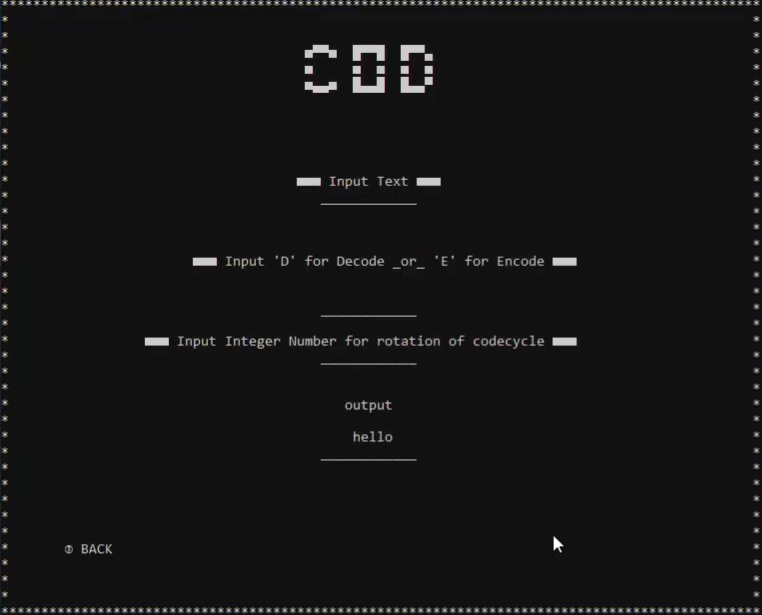 COD
Input Text
Input 'D' for Decode _or_ 'E' for Encode
Input Integer Number for rotation of codecycle
output
hello
BACK